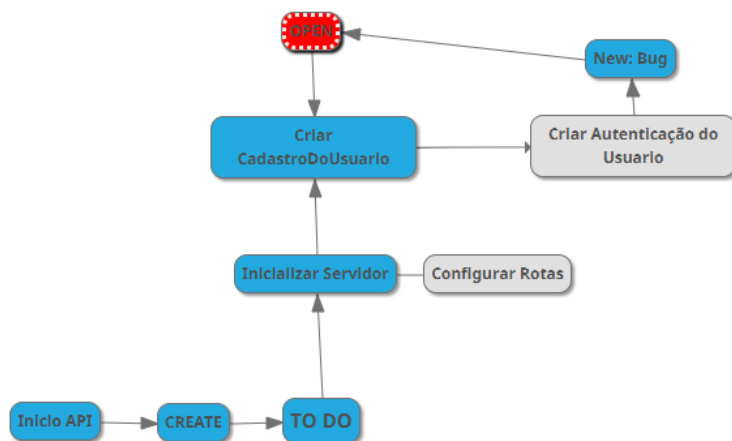 OPEN
New: Bug
Criar
CadastroDoUsuario
Criar Autenticação do
Usuario
Inicializar Servidor
Configurar Rotas
Inicio API
CREATE
TO DO